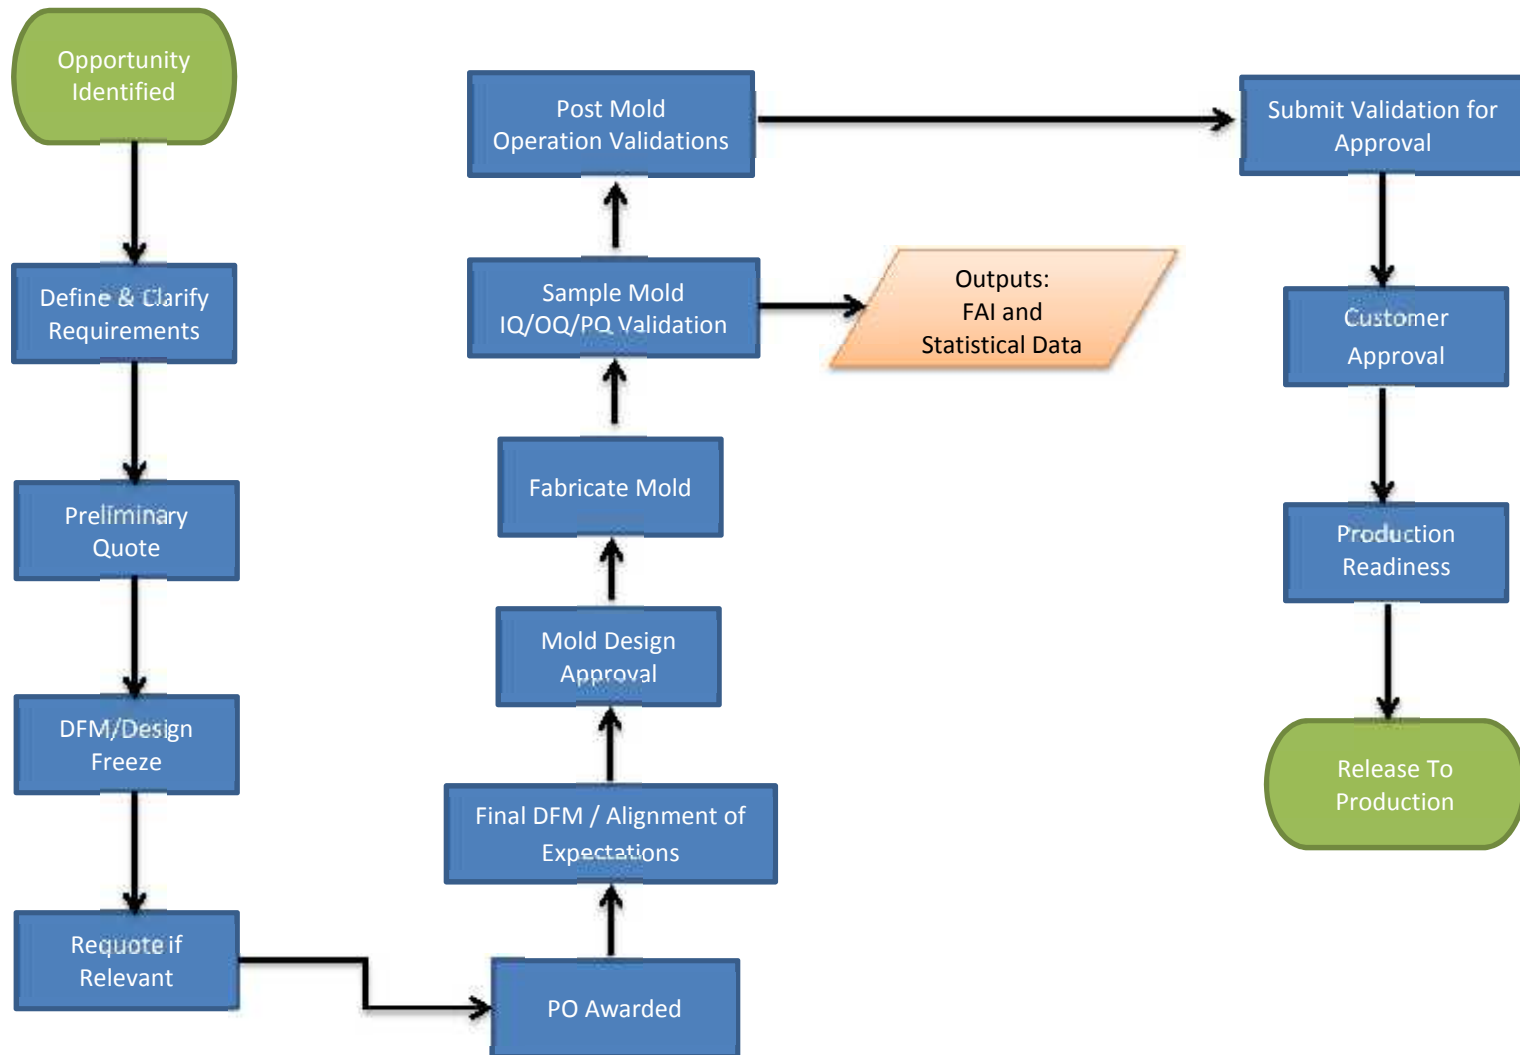 Opportunity
Identified
Define & Clarify
Requirements
Preliminary
Quote
DFM/Design
Freeze
Requote if
Relevant
PO Awarded
Final DFM / Alignment of
Expectations
Mold Design
Approval
Fabricate Mold
Sample Mold
IQ/OQ/PQ Validation
Outputs:
FAI and
Statistical Data
Post Mold
Operation Validations
Submit Validation for
Approval
Customer
Approval
Production
Readiness
Release To
Production